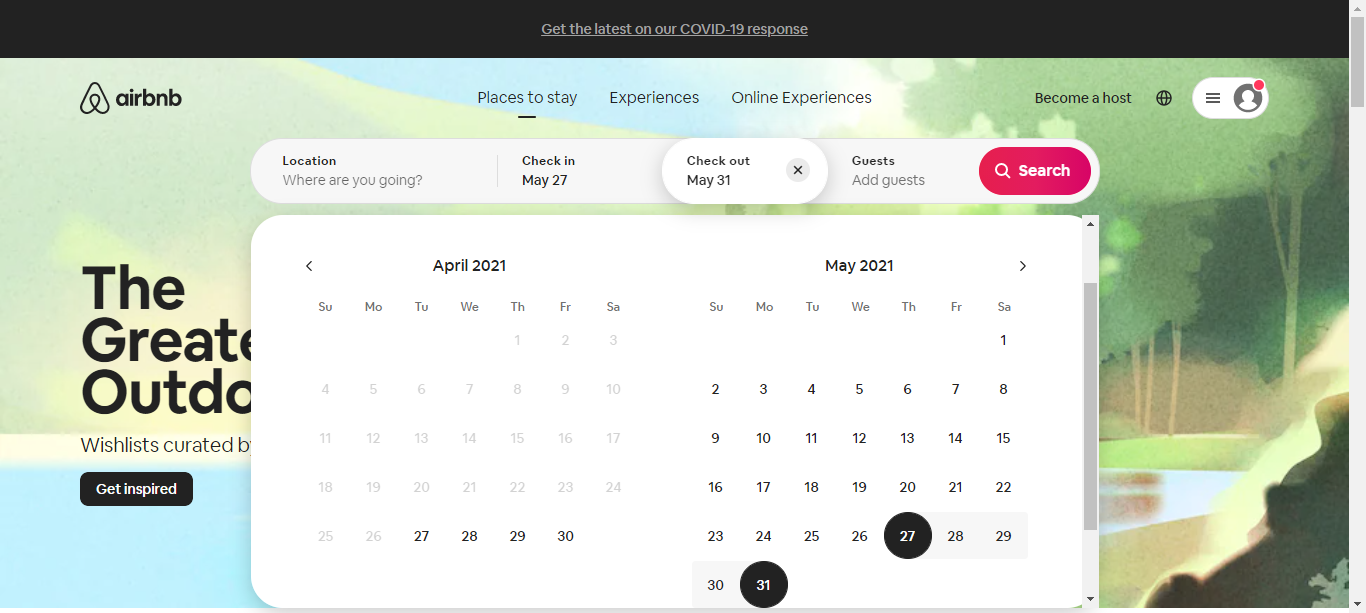 Get the latest on our COVID-19 response
airbnb
Places to stay Experiences Online Experiences
Become a host
Location Check in Check out Guests
Where are you going? May 27 May 31 Add guests
Search
April 2021
Su Mo Tu We Th Fr Sa
1 2 3
4 5 6 7 8 9 10
11 12 13 14 15 16 17
18 19 20 21 22 23 24
25 26 27 28 29 30
May 2021
Su Mo Tu We Th Fr Sa
1
2 3 4 5 6 7 8
9 10 11 12 13 14 15
16 17 18 19 20 21 22
23 24 25 26 27 28 29
30 31
The
Greate
Outdo
Wishlists curated by
Get inspired